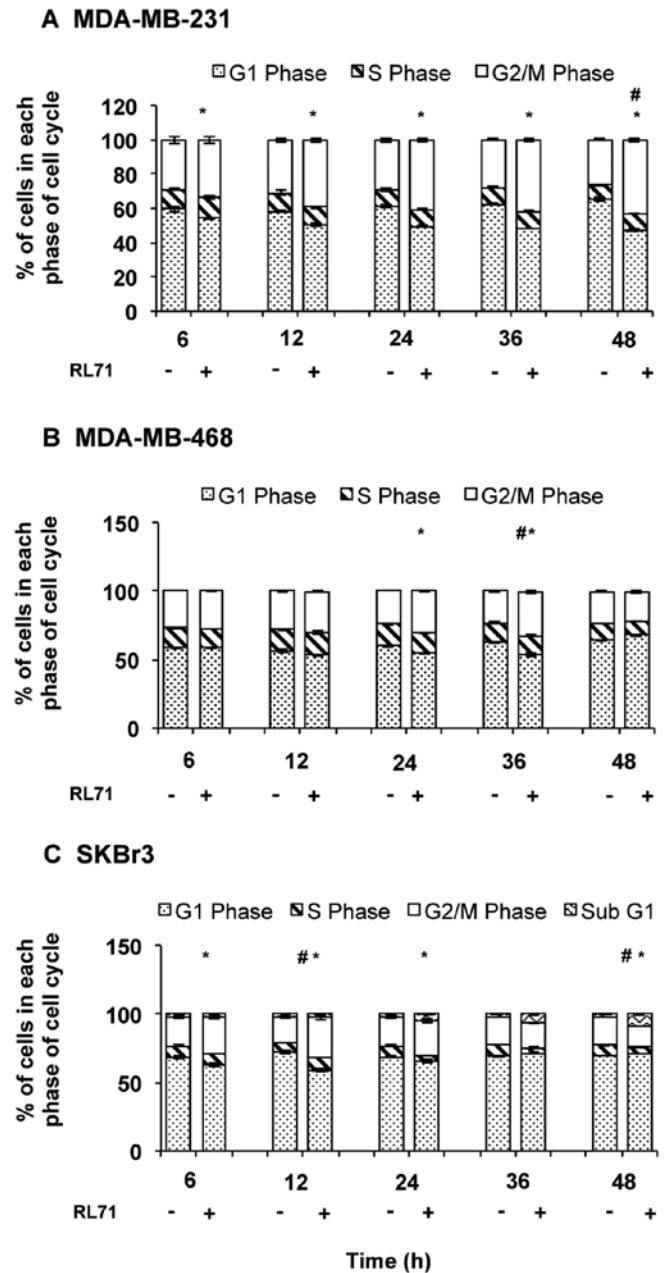 A MDA-MB-231
G1 Phase S Phase G2/M Phase
% of cells in each
phase of cell cycle
120
100
80
60
40
20
0
* * * * # *
6 12 24 36 48
RL71 - + - + - + - + - +
B MDA-MB-468
G1 Phase S Phase G2/M Phase
% of cells in each
phase of cell cycle
150
100
50
0
* #*
6 12 24 36 48
RL71 - + - + - + - + - +
C SKBr3
G1 Phase S Phase G2/M Phase Sub G1
% of cells in each
phase of cell cycle
150
100
50
0
* #* * #*
6 12 24 36 48
RL71 - + - + - + - + - +
Time (h)